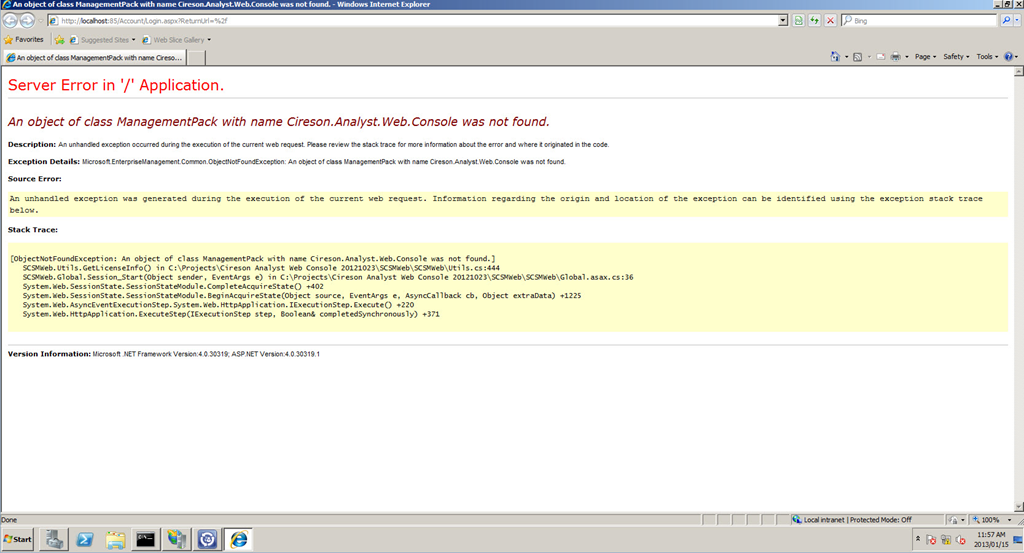 An object of class ManagementPack with name Cireson.Analyst.Web.Console was not found. - Windows Internet Explorer
http://localhost:85/Account/Login.aspx?ReturnUrl=%2f
Bing
Favorites
Suggested Sites
Web Slice Gallery
An object of class ManagementPack with name Cireso...
Page
Safety
Tools
Server Error in '/' Application.
An object of class ManagementPack with name Cireson.Analyst.Web.Console was not found.
Description: An unhandled exception occurred during the execution of the current web request. Please review the stack trace for more information about the error and where it originated in the code.
Exception Details: Microsoft.EnterpriseManagement.Common.ObjectNotFoundException: An object of class ManagementPack with name Cireson.Analyst.Web.Console was not found.
Source Error:
An unhandled exception was generated during the execution of the current web request. Information regarding the origin and location of the exception can be identified using the exception stack trace
below.
Stack Trace:
[ObjectNotFoundException: An object of class ManagementPack with name Cireson.Analyst.Web.Console was not found.]
SCSMWeb.Utils.GetLicenseInfo() in C:\Projects\Cireson Analyst Web Console 20121023\SCSMWeb\SCSMWeb\Utils.cs:444
SCSMWeb.Global.Session_Start(Object sender, EventArgs e) in C:\Projects\Cireson Analyst Web Console 20121023\SCSMWeb\SCSMWeb\Global.asax.cs:36
System.Web.SessionState.SessionStateModule.CompleteAcquireState() +402
System.Web.SessionState.SessionStateModule.BeginAcquireState(Object source, EventArgs e, AsyncCallback cb, Object extraData) +1225
System.Web.AsyncEventExecutionStep.System.Web.HttpApplication.IExecutionStep.Execute() +220
System.Web.HttpApplication.ExecuteStep(IExecutionStep step, Boolean& completedSynchronously) +371
Version Information: Microsoft .NET Framework Version:4.0.30319; ASP.NET Version:4.0.30319.1
Done
Local intranet | Protected Mode: Off
100%
Start
11:57 AM
2013/01/15